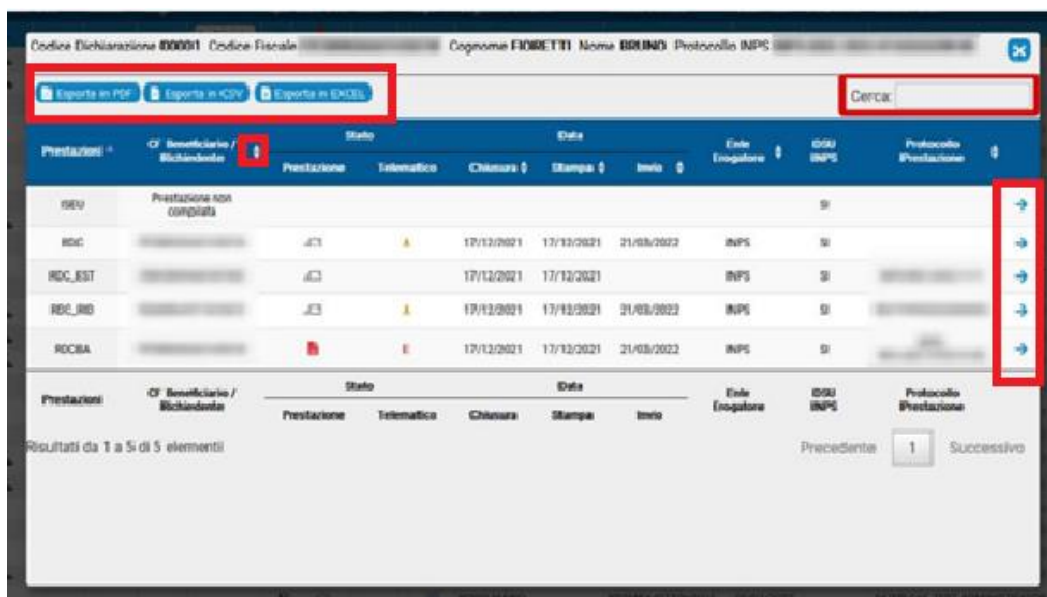 Codice Dichiarazione Codice Fiscale Cognome FIORETTI Nome BRUNO Protocollo INPS
Esporta in PDF Esporta in CSV Esporta in EXCEL
Cerca:
Prestazioni CF Beneficiario / Richiedente Stato Data Ente Erogatore IDSU INPS Protocollo Prestazione
Prestazione Telematico Chiusura Stampa Invio
ISEU Prestazione non compilata SI
RDC 17/12/2021 17/12/2021 21/03/2022 INPS SI
RDC_EST 17/12/2021 17/12/2021 INPS SI
17/12/2021 17/12/2021 21/03/2022 INPS SI
17/12/2021 17/12/2021 21/03/2022 INPS SI
Prestazioni CF Beneficiario / Richiedente Stato Data Ente Erogatore IDSU INPS Protocollo Prestazione
Prestazione Telematico Chiusura Stampa Invio
Risultati da 1 a 5 di 5 elementi Precedente 1 Successivo